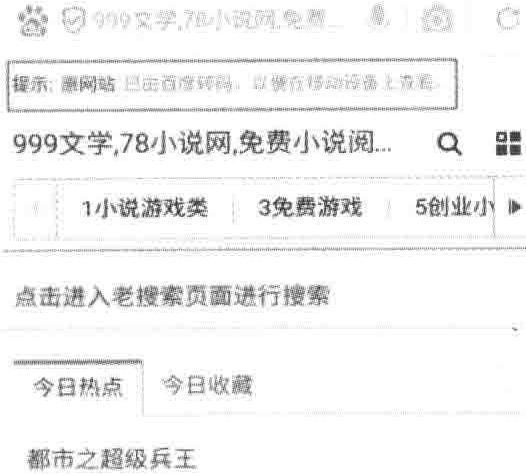 999文学,78小说网,免费...
提示: 原网站 已由百度转码, 以便在移动设备上查看.
999文学,78小说网,免费小说阅...
1小说游戏类 3免费游戏 5创业小
点击进入老搜索页面进行搜索
今日热点 今日收藏
都市之超级兵王